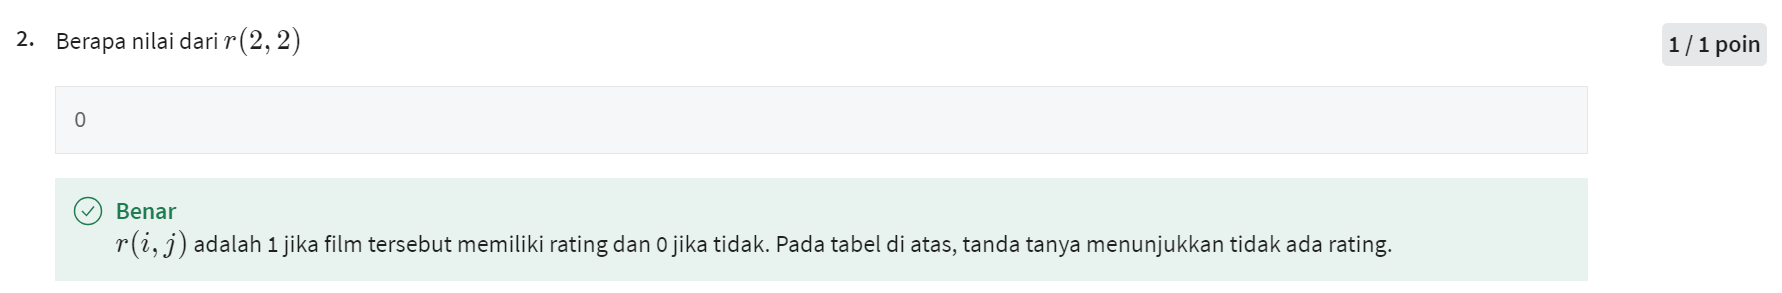 2. Berapa nilai dari r(2, 2)
1 / 1 poin
0
Benar
r(i, j) adalah 1 jika film tersebut memiliki rating dan 0 jika tidak. Pada tabel di atas, tanda tanya menunjukkan tidak ada rating.